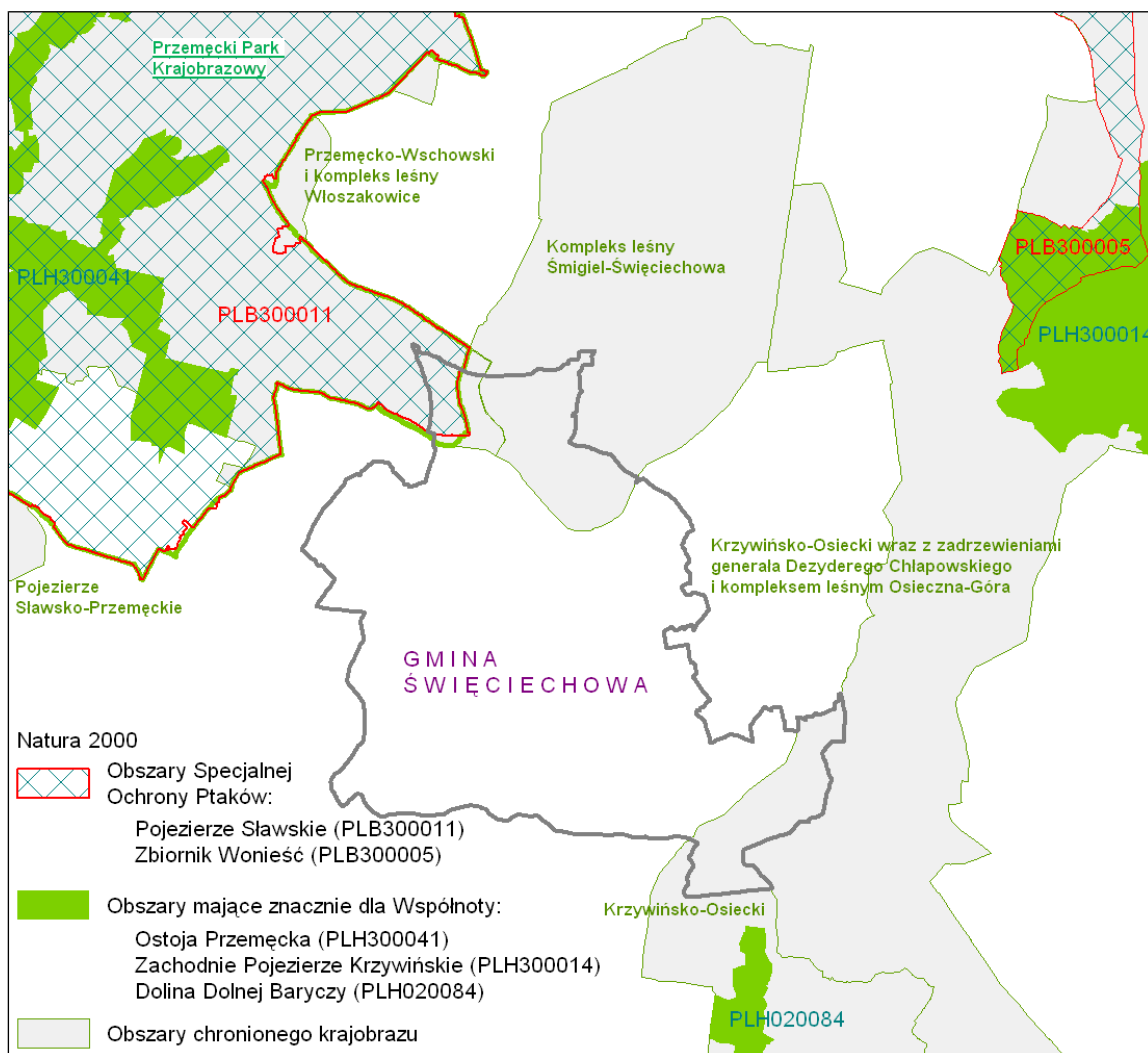 Przemęcki Park
Krajobrazowy
Przemęcko-Wschowski
i kompleks leśny
Włoszakowice
Kompleks leśny
Śmigiel-Święciechowa
PLB300005
PLH300041
PLB300011
PLH300014
Krzywińsko-Osiecki wraz z zadrzewieniami
generała Dezyderego Chłapowskiego
i kompleksem leśnym Osieczna-Góra
Pojezierze
Sławsko-Przemęckie
GMINA
ŚWIĘCIECHOWA
Natura 2000
Obszary Specjalnej
Ochrony Ptaków:
Pojezierze Sławskie (PLB300011)
Zbiornik Wonieść (PLB300005)
Obszary mające znacznie dla Wspólnoty:
Ostoja Przemęcka (PLH300041)
Zachodnie Pojezierze Krzywińskie (PLH300014)
Dolina Dolnej Baryczy (PLH020084)
Obszary chronionego krajobrazu
Krzywińsko-Osiecki
PLH020084